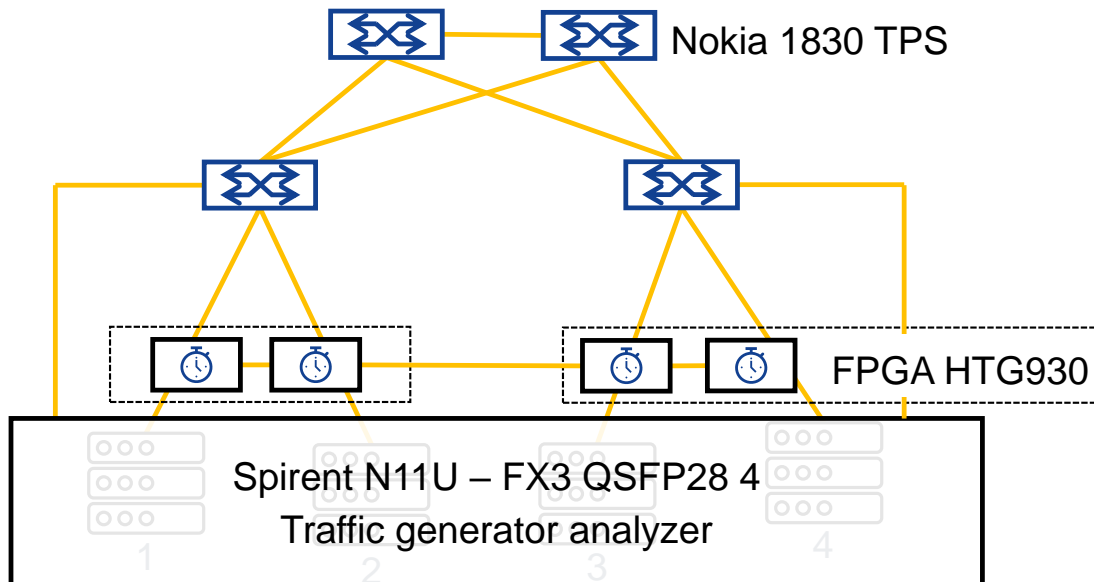 Nokia 1830 TPS
FPGA HTG930
Spirent N11U – FX3 QSFP28 4
Traffic generator analyzer
1
2
3
4